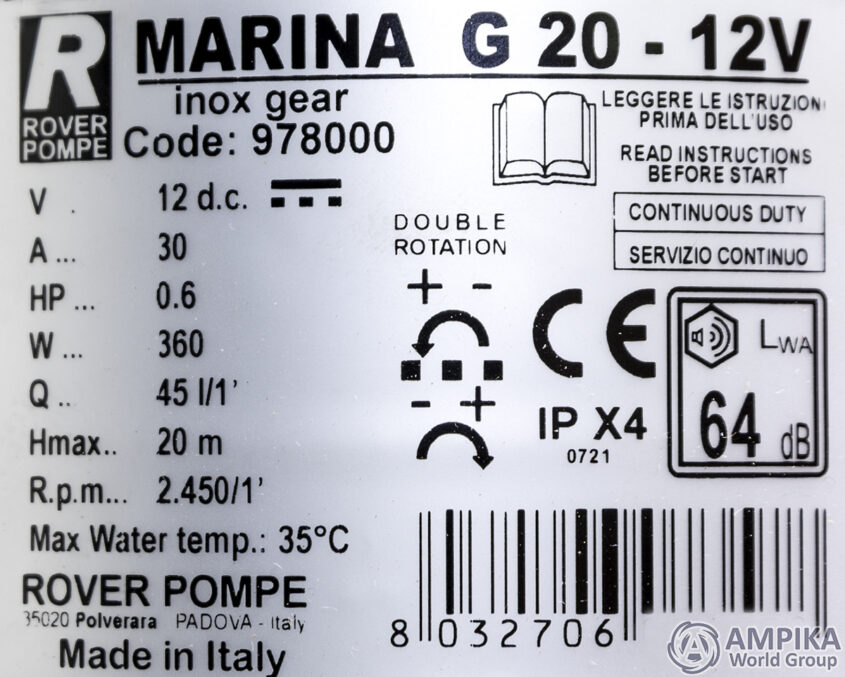 R
ROVER
POMPE
MARINA G 20 - 12V
inox gear
Code: 978000
LEGGERE LE ISTRUZION
PRIMA DELL'USO
READ INSTRUCTIONS
BEFORE START
CONTINUOUS DUTY
SERVIZIO CONTINUO
V . 12 d.c.
A ... 30
HP ... 0.6
W ... 360
Q .. 45 l/1'
Hmax.. 20 m
R.p.m... 2.450/1'
Max Water temp.: 35°C
DOUBLE
ROTATION
+ -
- +
CE
IP X4
0721
LWA
64 dB
ROVER POMPE
35020 Polverara PADOVA - italy
Made in Italy
8 032706
AMPIKA
World Group